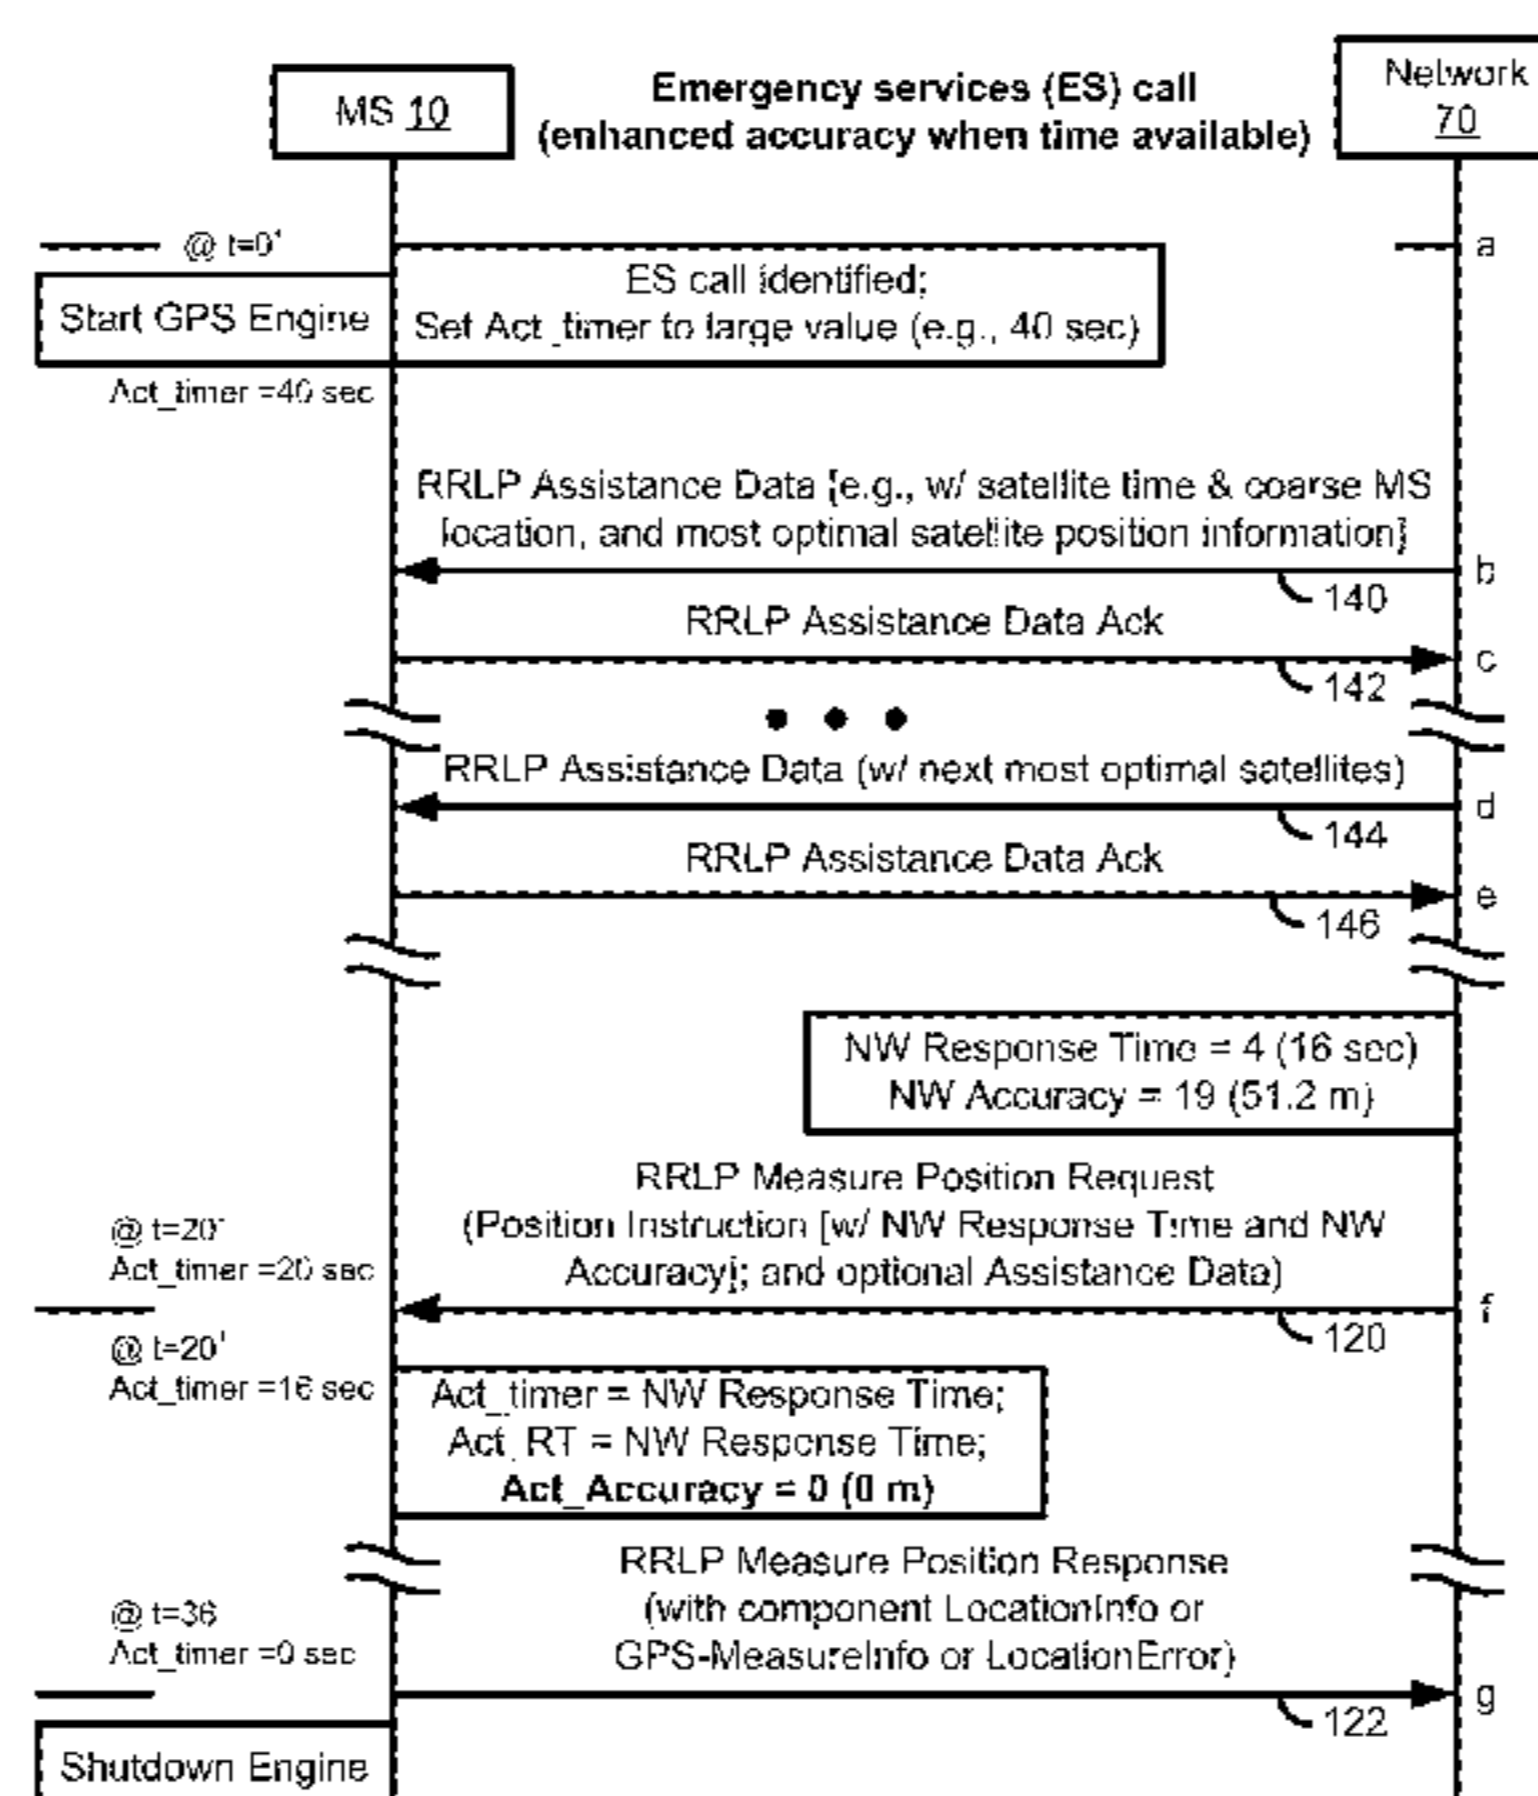 MS 10
Emergency services (ES) call
(enhanced accuracy when time available)
Network
70
@ t=0+
a
Start GPS Engine
ES call identified;
Set Act_timer to large value (e.g., 40 sec)
Act_timer =40 sec
RRLP Assistance Data [e.g., w/ satellite time & coarse MS
location, and most optimal satellite position information]
b
140
RRLP Assistance Data Ack
c
142
• • •
RRLP Assistance Data (w/ next most optimal satellites)
d
144
RRLP Assistance Data Ack
e
146
NW Response Time = 4 (16 sec)
NW Accuracy = 19 (51.2 m)
RRLP Measure Position Request
(Position Instruction [w/ NW Response Time and NW
Accuracy]; and optional Assistance Data)
@ t=20-
Act_timer =20 sec
f
120
@ t=20+
Act_timer =16 sec
Act_timer = NW Response Time;
Act_RT = NW Response Time;
Act_Accuracy = 0 (0 m)
RRLP Measure Position Response
(with component LocationInfo or
GPS-MeasureInfo or LocationError)
@ t=36
Act_timer =0 sec
g
122
Shutdown Engine